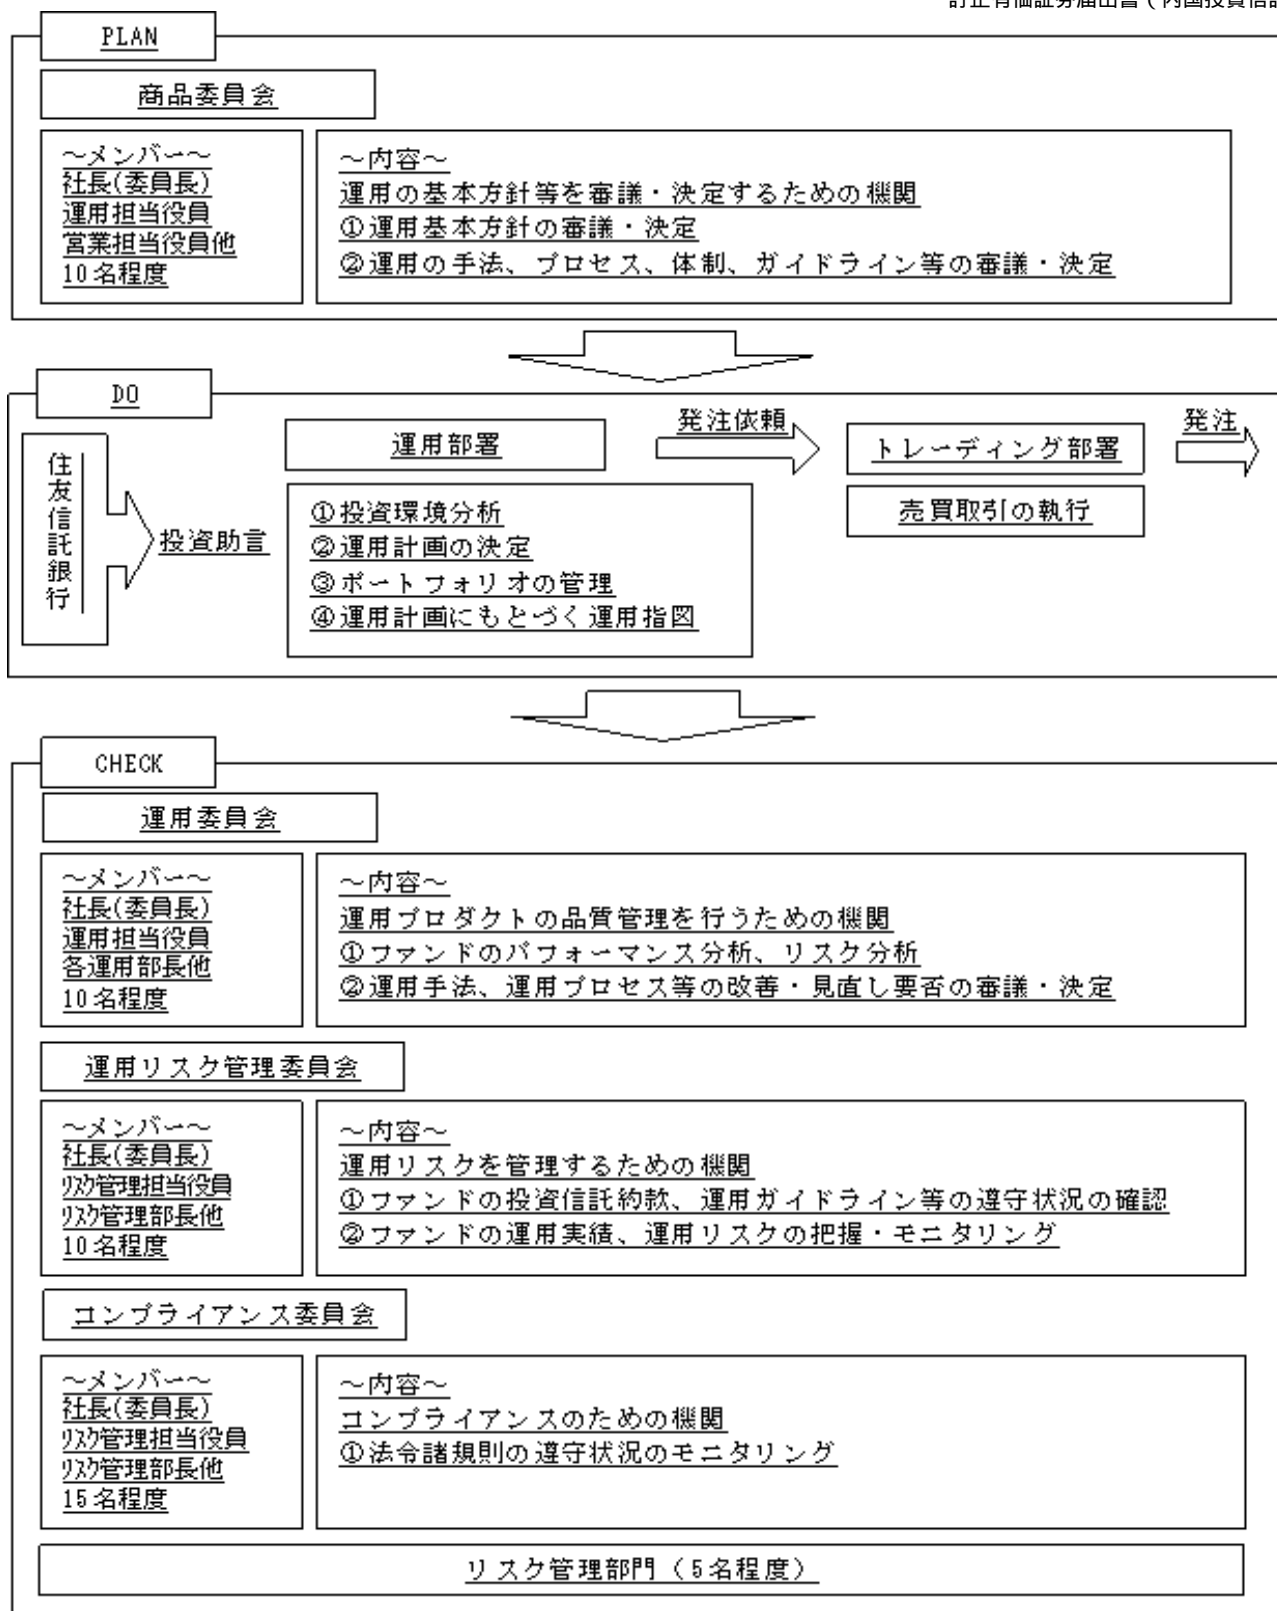 訂正有価証券届出書(内国投資信託
PLAN
商品委員会
～メンバー～
社長(委員長)
運用担当役員
営業担当役員他
10名程度
～内容～
運用の基本方針等を審議・決定するための機関
①運用基本方針の審議・決定
②運用の手法、プロセス、体制、ガイドライン等の審議・決定
DO
住友信託銀行
投資助言
運用部署
①投資環境分析
②運用計画の決定
③ポートフォリオの管理
④運用計画にもとづく運用指図
発注依頼
トレーディング部署
売買取引の執行
発注
CHECK
運用委員会
～メンバー～
社長(委員長)
運用担当役員
各運用部長他
10名程度
～内容～
運用プロダクトの品質管理を行うための機関
①ファンドのパフォーマンス分析、リスク分析
②運用手法、運用プロセス等の改善・見直し要否の審議・決定
運用リスク管理委員会
～メンバー～
社長(委員長)
ﾘｽｸ管理担当役員
ﾘｽｸ管理部長他
10名程度
～内容～
運用リスクを管理するための機関
①ファンドの投資信託約款、運用ガイドライン等の遵守状況の確認
②ファンドの運用実績、運用リスクの把握・モニタリング
コンプライアンス委員会
～メンバー～
社長(委員長)
ﾘｽｸ管理担当役員
ﾘｽｸ管理部長他
15名程度
～内容～
コンプライアンスのための機関
①法令諸規則の遵守状況のモニタリング
リスク管理部門（5名程度）